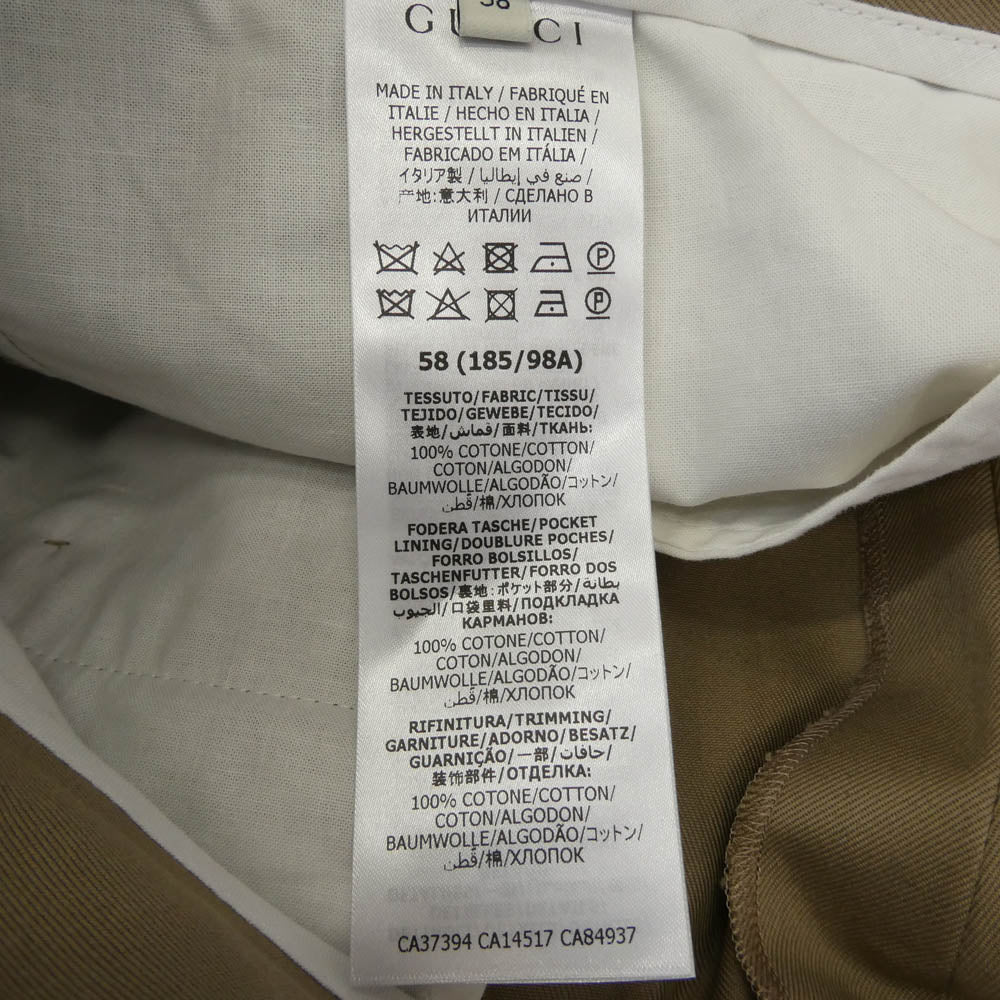 58
GUCCI
MADE IN ITALY / FABRIQUÉ EN
ITALIE / HECHO EN ITALIA /
HERGESTELLT IN ITALIEN /
FABRICADO EM ITÁLIA /
イタリア製 / صنع في إيطاليا /
产地:意大利 / СДЕЛАНО В
ИТАЛИИ
P
P
58 (185/98A)
TESSUTO/FABRIC/TISSU/
TEJIDO/GEWEBE/TECIDO/
表地/قماش/面料/ТКАНЬ:
100% COTONE/COTTON/
COTON/ALGODON/
BAUMWOLLE/ALGODÃO/コットン/
قطن/棉/ХЛОПОК
FODERA TASCHE/POCKET
LINING/DOUBLURE POCHES/
FORRO BOLSILLOS/
TASCHENFUTTER/FORRO DOS
BOLSOS/裏地:ポケット部分/بطانة
الجيوب/口袋里料/ПОДКЛАДКА
КАРМАНОВ:
100% COTONE/COTTON/
COTON/ALGODON/
BAUMWOLLE/ALGODÃO/コットン/
قطن/棉/ХЛОПОК
RIFINITURA/TRIMMING/
GARNITURE/ADORNO/BESATZ/
GUARNIÇÃO/一部/حافات/
装饰部件/ОТДЕЛКА:
100% COTONE/COTTON/
COTON/ALGODON/
BAUMWOLLE/ALGODÃO/コットン/
قطن/棉/ХЛОПОК
CA37394 CA14517 CA84937